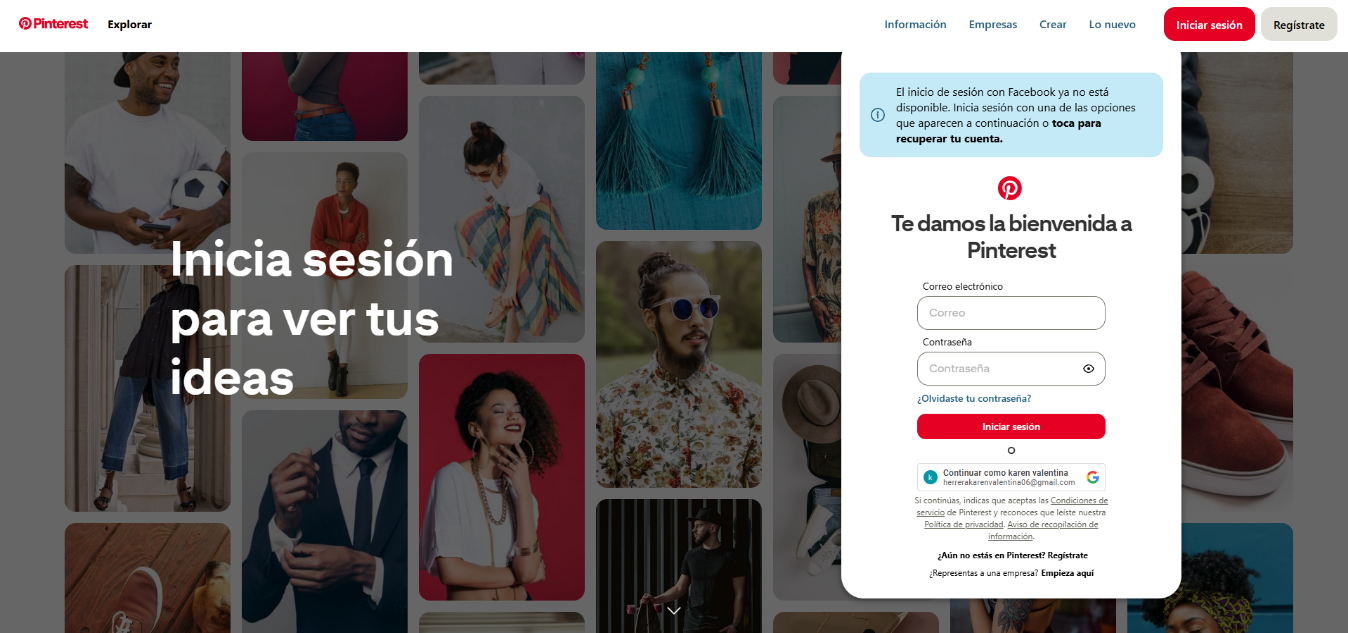 Pinterest
Explorar
Información
Empresas
Crear
Lo nuevo
Iniciar sesión
Regístrate
Inicia sesión
para ver tus
ideas
El inicio de sesión con Facebook ya no está
disponible. Inicia sesión con una de las opciones
que aparecen a continuación o toca para
recuperar tu cuenta.
Te damos la bienvenida a
Pinterest
Correo electrónico
Correo
Contraseña
Contraseña
¿Olvidaste tu contraseña?
Iniciar sesión
O
k
Continuar como karen valentina
herrerakarenvalentina06@gmail.com
Si continúas, indicas que aceptas las Condiciones de
servicio de Pinterest y reconoces que leíste nuestra
Política de privacidad. Aviso de recopilación de
información.
¿Aún no estás en Pinterest? Regístrate
¿Representas a una empresa? Empieza aquí